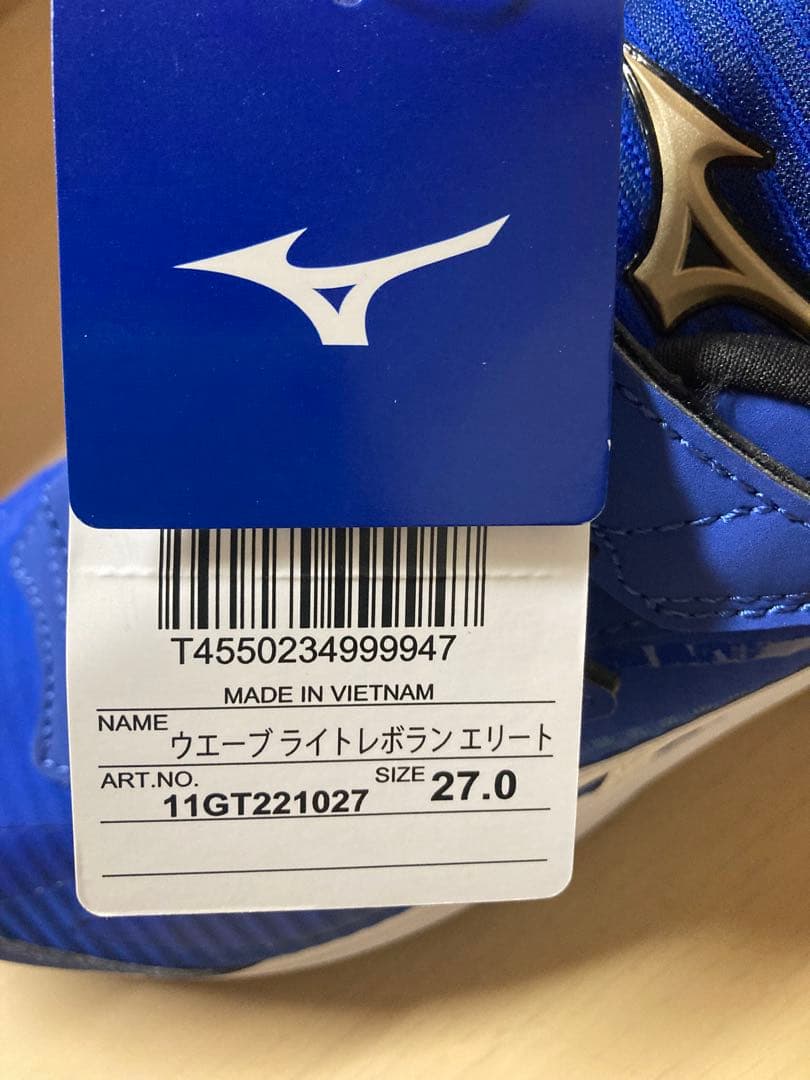 T4550234999947
MADE IN VIETNAM
NAME ウエーブ ライトレボラン エリート
ART.NO. 11GT221027 SIZE 27.0